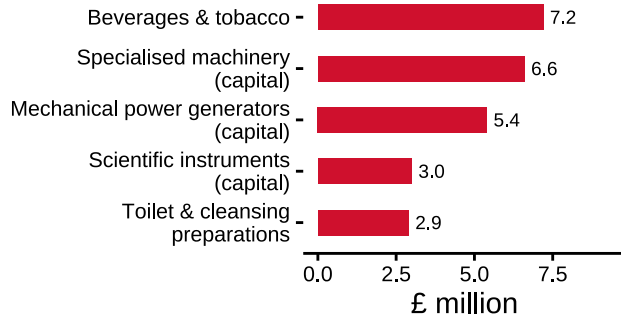 Beverages & tobacco
7.2
Specialised machinery
(capital)
6.6
Mechanical power generators
(capital)
5.4
Scientific instruments
(capital)
3.0
Toilet & cleansing
preparations
2.9
0.0 2.5 5.0 7.5
£ million